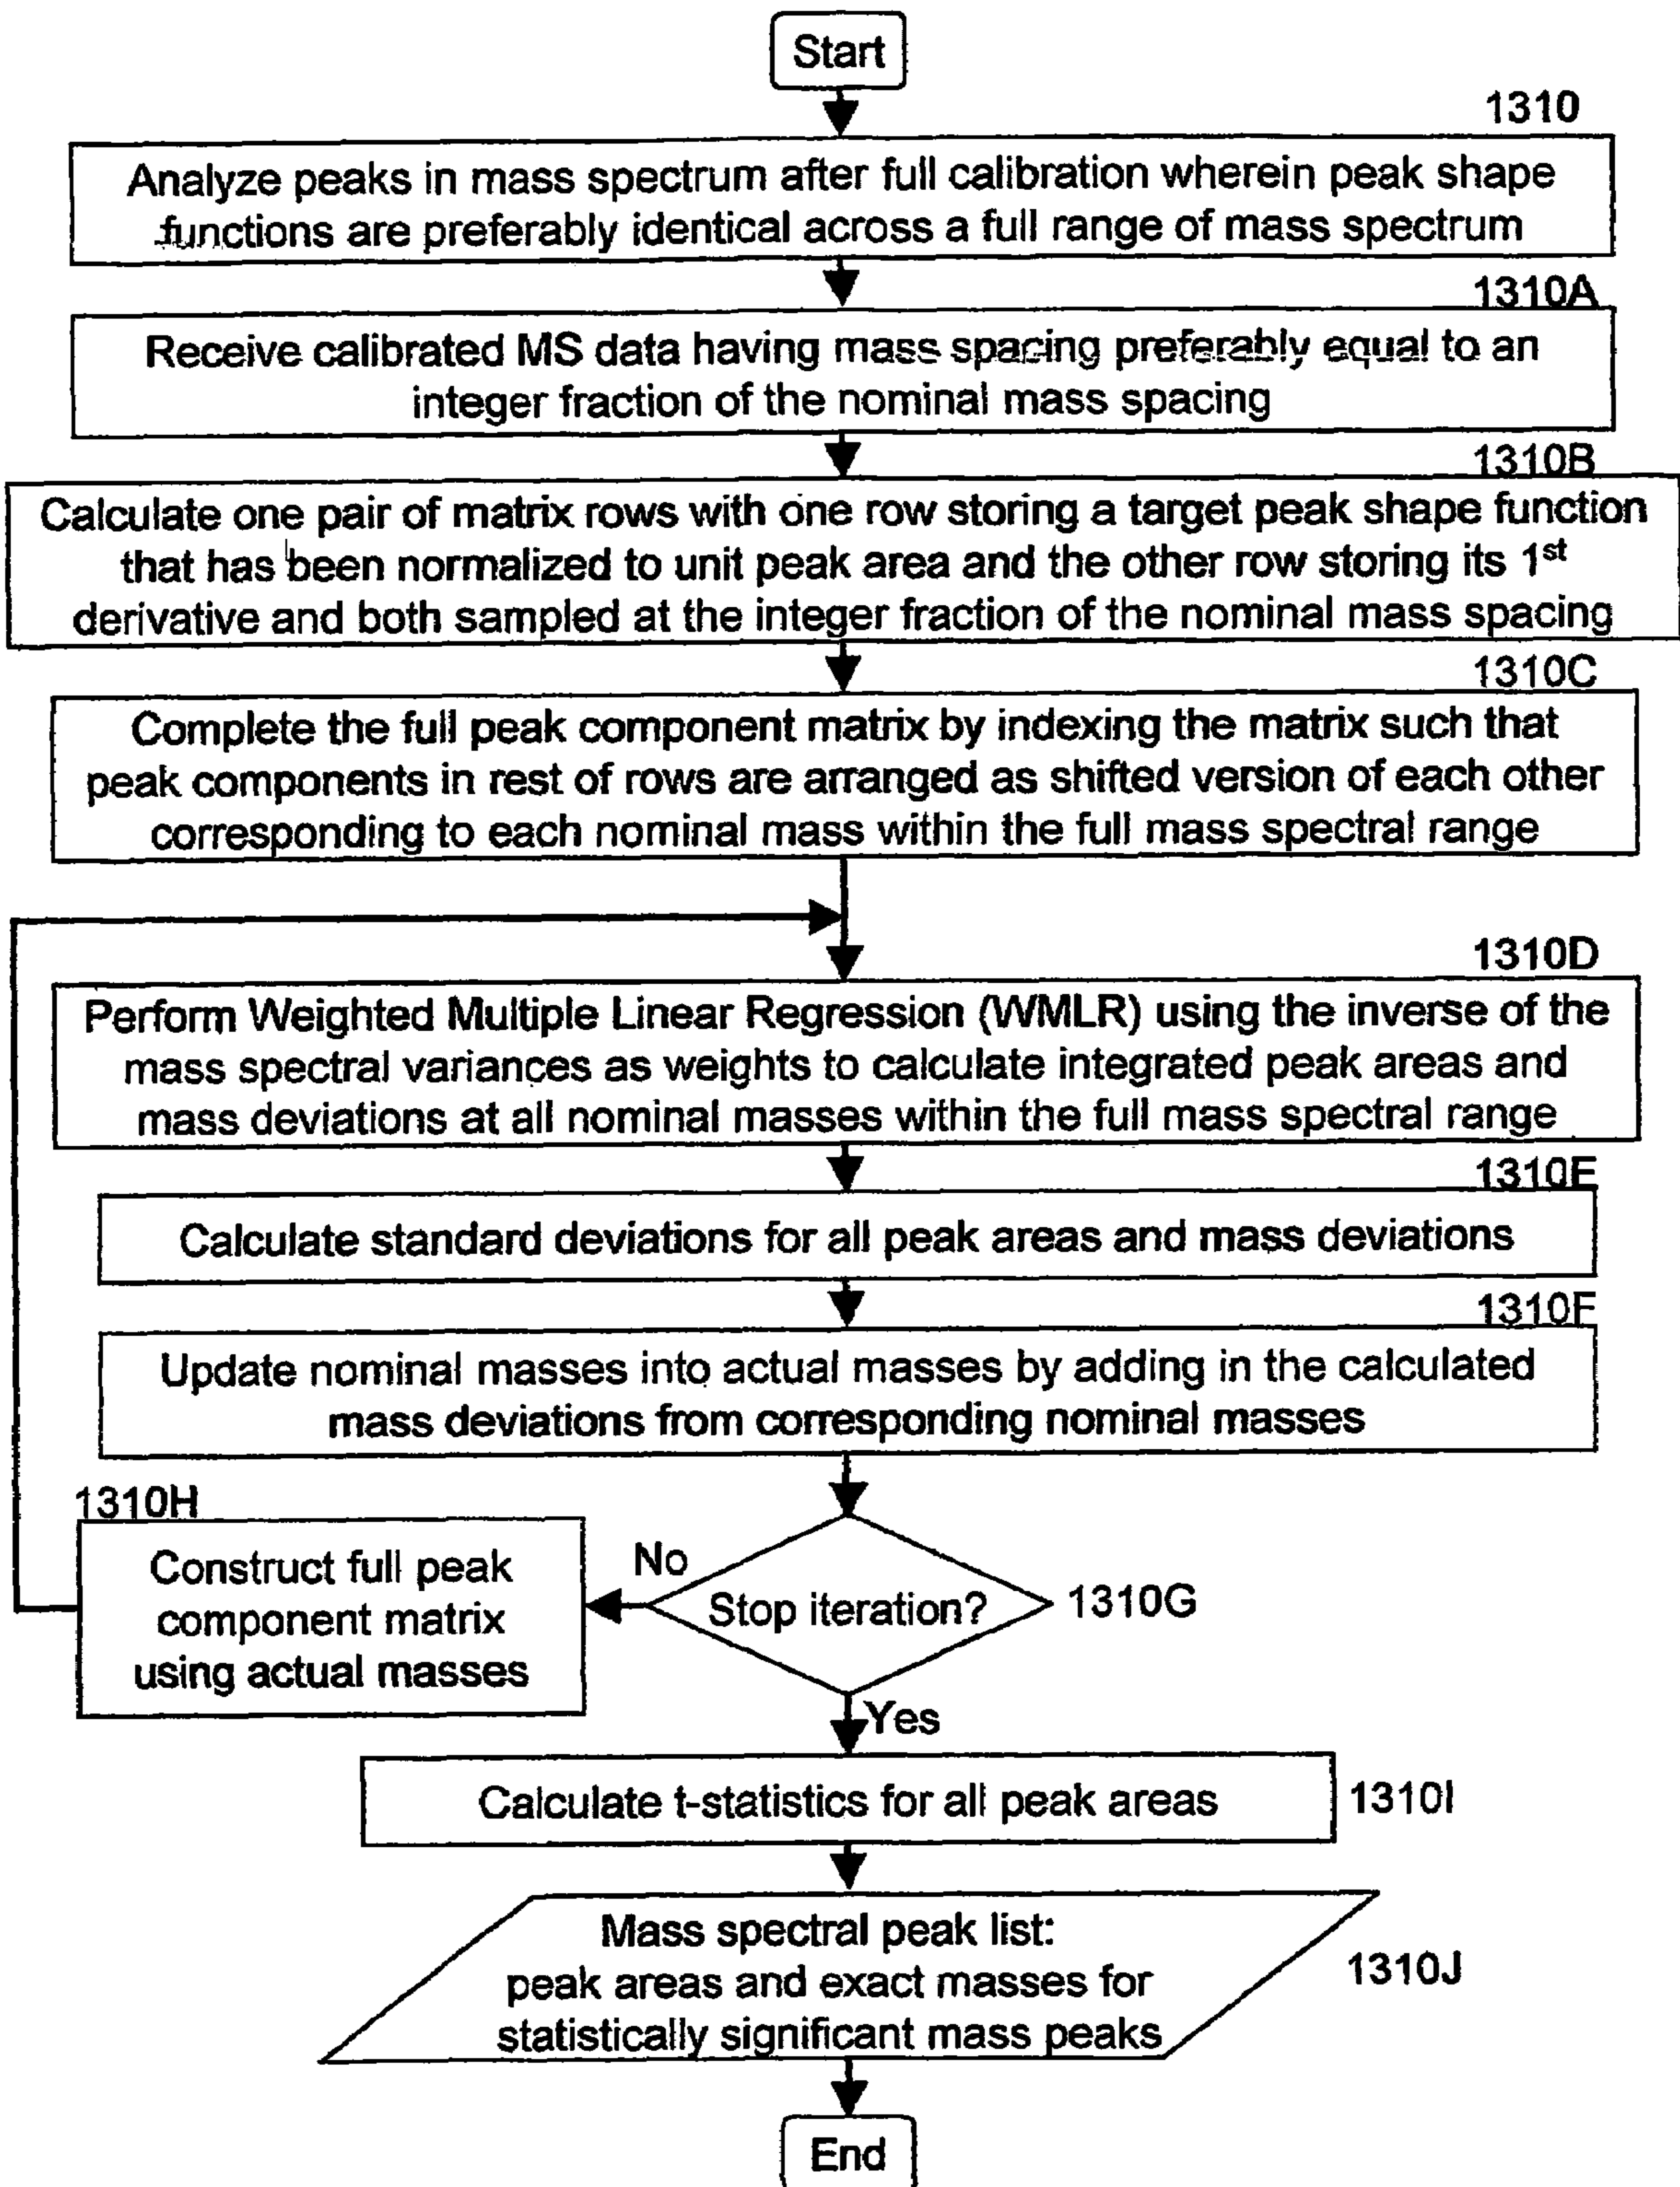 Start
1310
Analyze peaks in mass spectrum after full calibration wherein peak shape
functions are preferably identical across a full range of mass spectrum
1310A
Receive calibrated MS data having mass spacing preferably equal to an
integer fraction of the nominal mass spacing
1310B
Calculate one pair of matrix rows with one row storing a target peak shape function
that has been normalized to unit peak area and the other row storing its 1st
derivative and both sampled at the integer fraction of the nominal mass spacing
1310C
Complete the full peak component matrix by indexing the matrix such that
peak components in rest of rows are arranged as shifted version of each other
corresponding to each nominal mass within the full mass spectral range
1310D
Perform Weighted Multiple Linear Regression (WMLR) using the inverse of the
mass spectral variances as weights to calculate integrated peak areas and
mass deviations at all nominal masses within the full mass spectral range
1310E
Calculate standard deviations for all peak areas and mass deviations
1310F
Update nominal masses into actual masses by adding in the calculated
mass deviations from corresponding nominal masses
1310H
Construct full peak
component matrix
using actual masses
No
Stop iteration?
1310G
Yes
Calculate t-statistics for all peak areas
1310I
Mass spectral peak list:
peak areas and exact masses for
statistically significant mass peaks
1310J
End